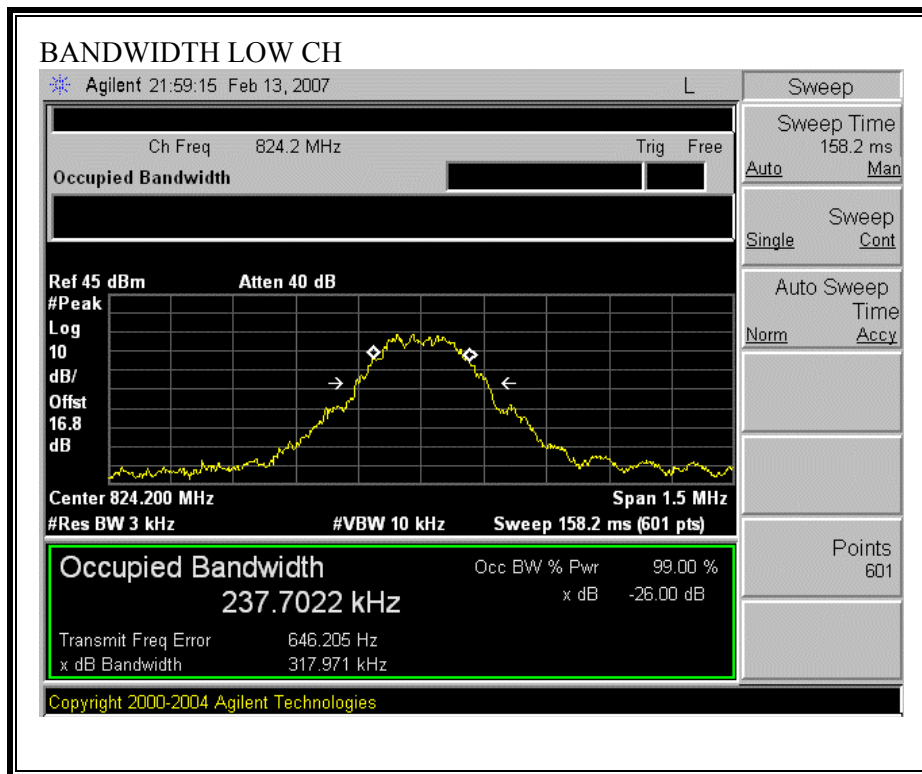 BANDWIDTH LOW CH
Agilent 21:59:15 Feb 13, 2007 L
Sweep
Ch Freq 824.2 MHz Trig Free
Occupied Bandwidth
Sweep Time
158.2 ms
Auto Man
Sweep
Single Cont
Auto Sweep
Time
Norm Accy
Points
601
Ref 45 dBm Atten 40 dB
#Peak
Log
10
dB/
Offst
16.8
dB
Center 824.200 MHz Span 1.5 MHz
#Res BW 3 kHz #VBW 10 kHz Sweep 158.2 ms (601 pts)
Occupied Bandwidth Occ BW % Pwr 99.00 %
237.7022 kHz x dB -26.00 dB
Transmit Freq Error 646.205 Hz
x dB Bandwidth 317.971 kHz
Copyright 2000-2004 Agilent Technologies